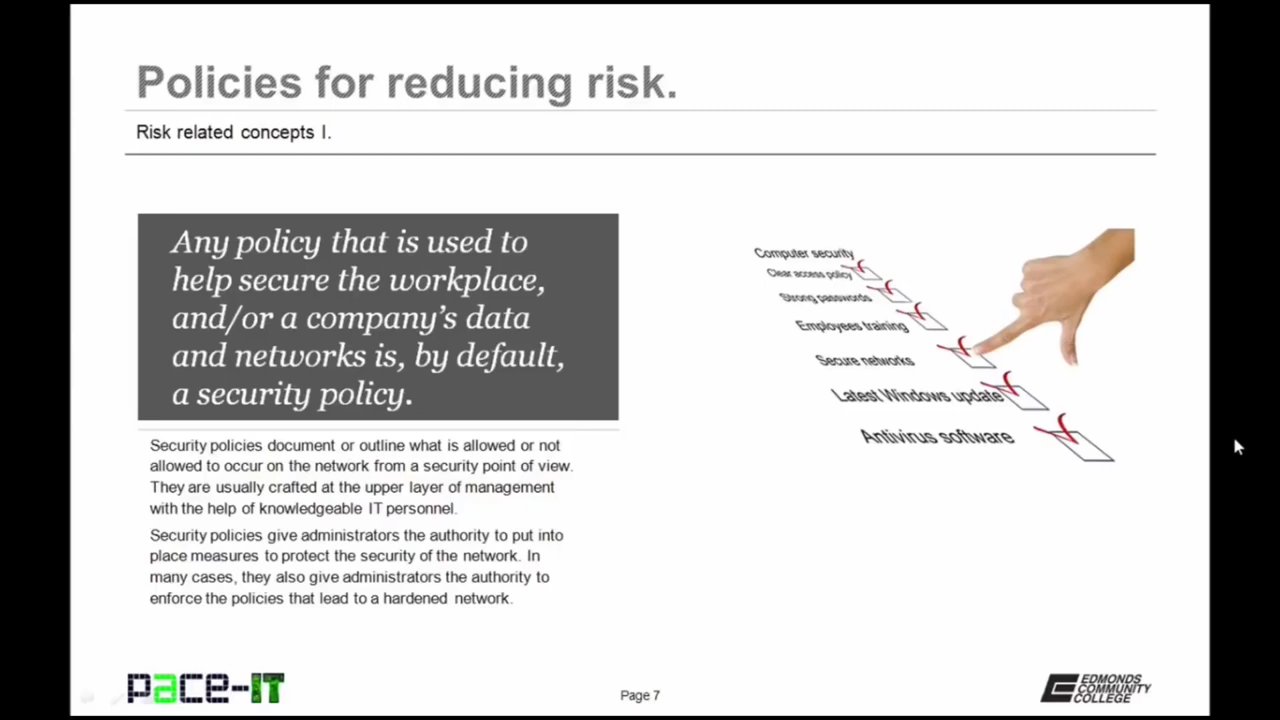 Policies for reducing risk.
Risk related concepts I.
Any policy that is used to
help secure the workplace,
and/or a company's data
and networks is, by default,
a security policy.
Security policies document or outline what is allowed or not
allowed to occur on the network from a security point of view.
They are usually crafted at the upper layer of management
with the help of knowledgeable IT personnel.
Security policies give administrators the authority to put into
place measures to protect the security of the network. In
many cases, they also give administrators the authority to
enforce the policies that lead to a hardened network.
Computer security
Clear access policy
Strong passwords
Employees training
Secure networks
Latest Windows update
Antivirus software
pace-IT
Page 7
EDMONDS
COMMUNITY
COLLEGE